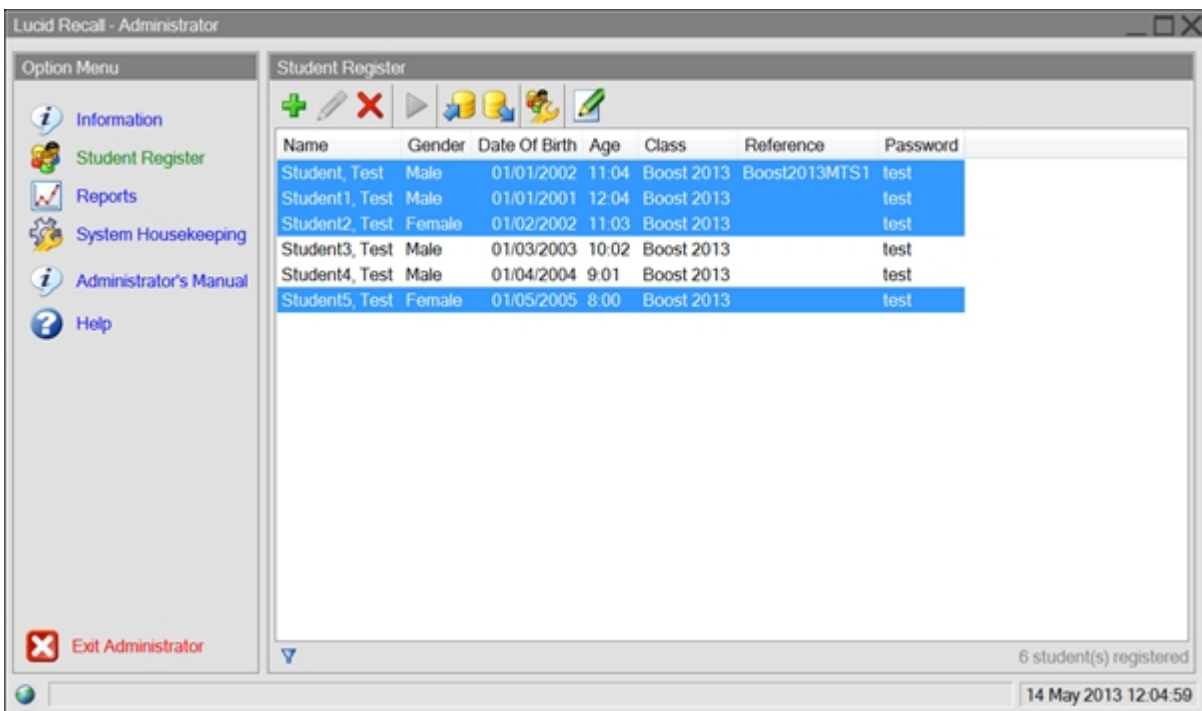 Lucid Recall - Administrator
Option Menu
Information
Student Register
Reports
System Housekeeping
Administrator's Manual
Help
Exit Administrator
Student Register
Name Gender Date Of Birth Age Class Reference Password
Student, Test Male 01/01/2002 11:04 Boost 2013 Boost2013MTS1 test
Student1, Test Male 01/01/2001 12:04 Boost 2013 test
Student2, Test Female 01/02/2002 11:03 Boost 2013 test
Student3, Test Male 01/03/2003 10:02 Boost 2013 test
Student4, Test Male 01/04/2004 9:01 Boost 2013 test
Student5, Test Female 01/05/2005 8:00 Boost 2013 test
6 student(s) registered
14 May 2013 12:04:59